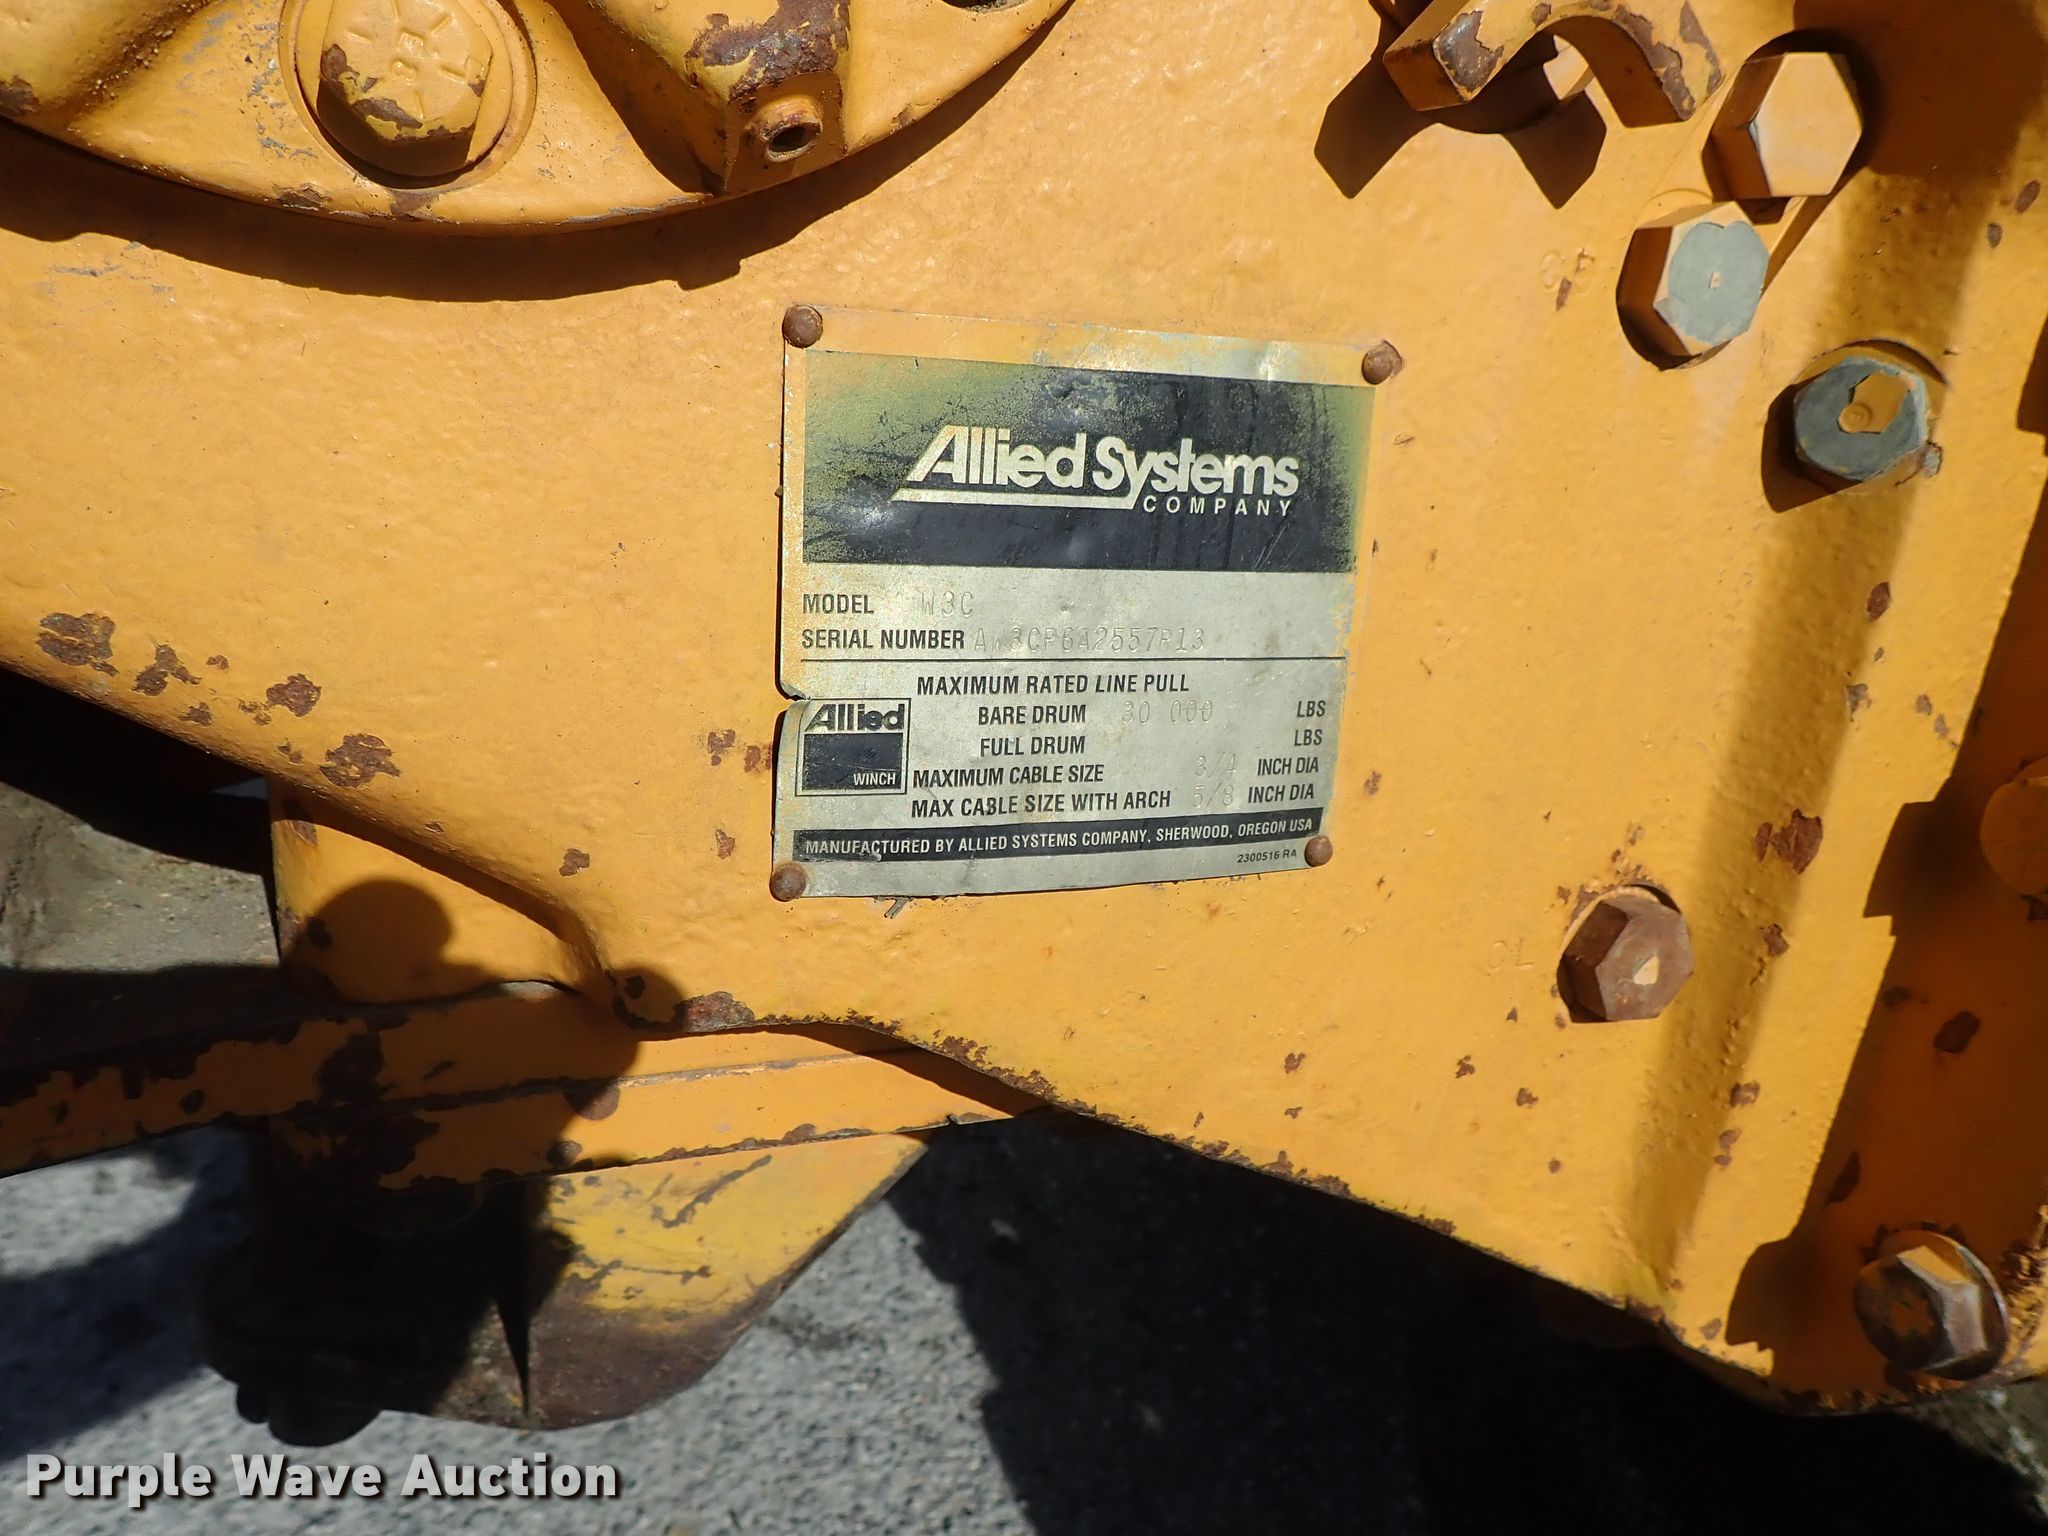 Allied Systems
COMPANY
MODEL W3C
SERIAL NUMBER AW3CP6A2557R13
MAXIMUM RATED LINE PULL
Allied
WINCH
BARE DRUM 30 000 LBS
FULL DRUM LBS
MAXIMUM CABLE SIZE 3/4 INCH DIA
MAX CABLE SIZE WITH ARCH 5/8 INCH DIA
MANUFACTURED BY ALLIED SYSTEMS COMPANY, SHERWOOD, OREGON USA
2300516 RA
CL
Purple Wave Auction